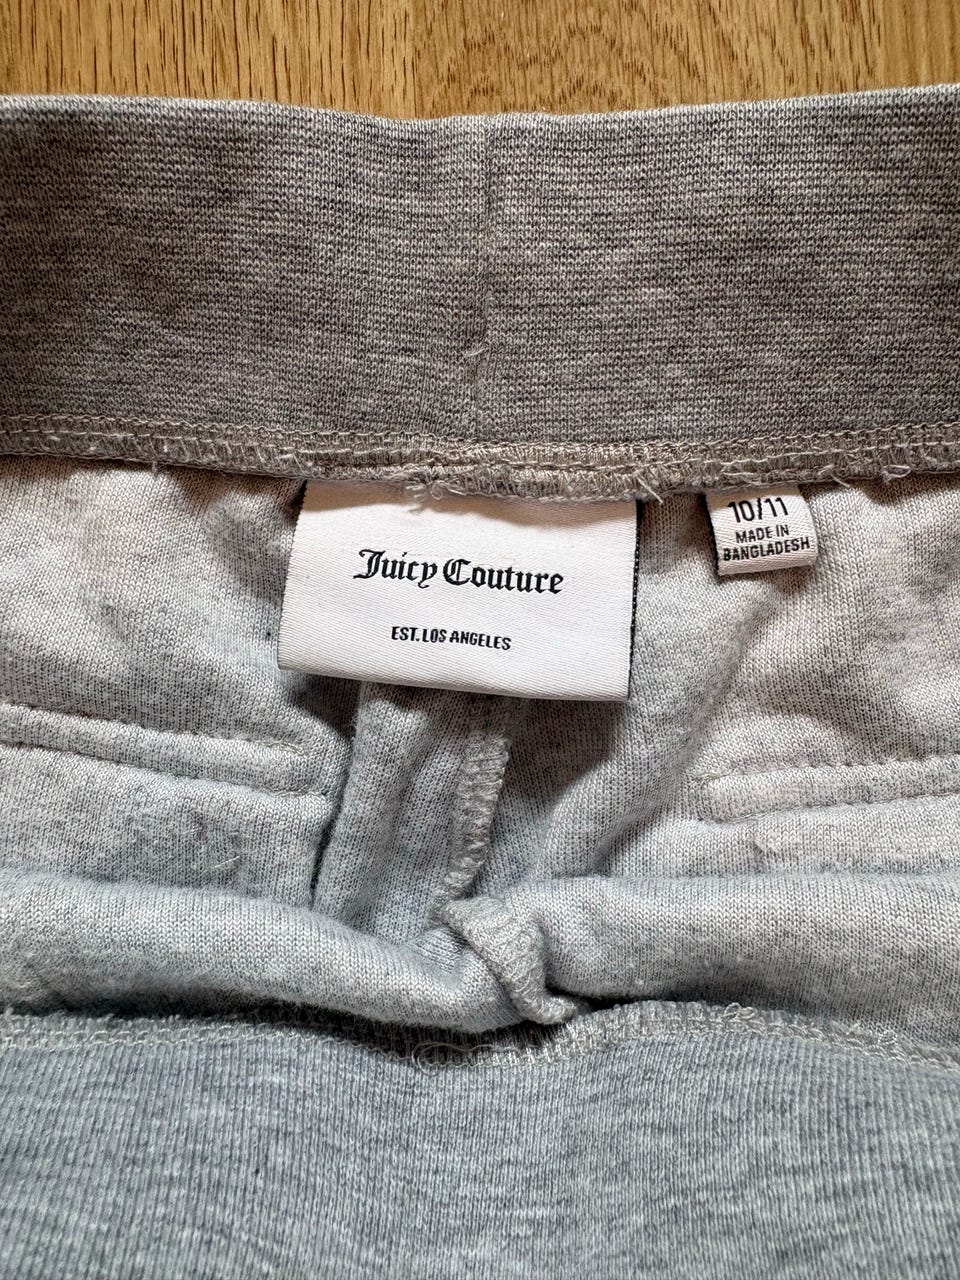 Juicy Couture
EST. LOS ANGELES
10/11
MADE IN
BANGLADESH